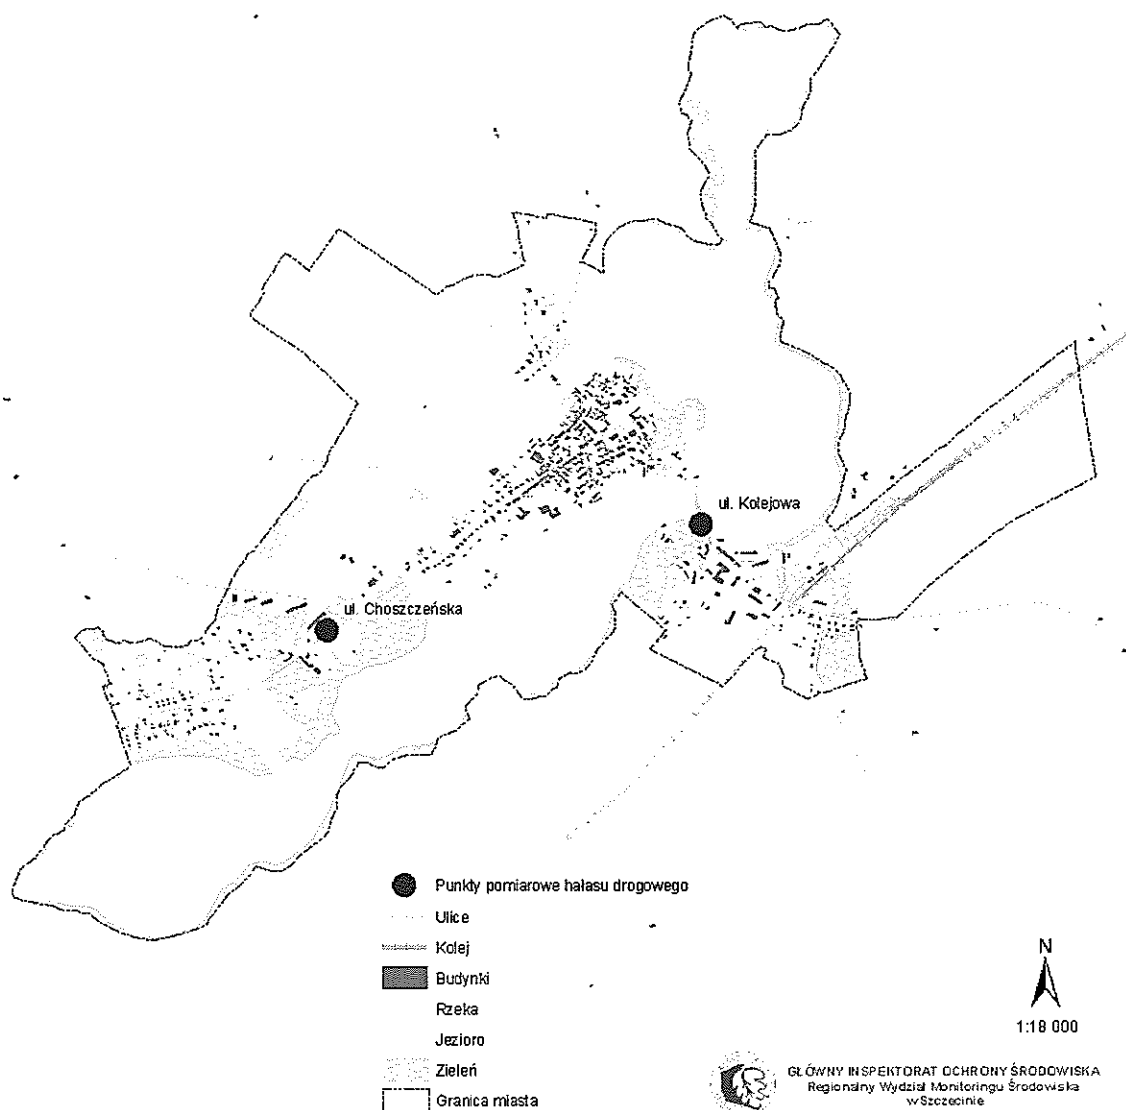 ul. Kolejowa
ul. Choszczeńska
Punkty pomiarowe hałasu drogowego
Ulice
Kolej
Budynki
Rzeka
Jezioro
Zieleń
Granica miasta
N
1:18 000
GŁÓWNY INSPEKTORAT OCHRONY ŚRODOWISKA
Regionalny Wydział Monitoringu Środowiska
w Szczecinie